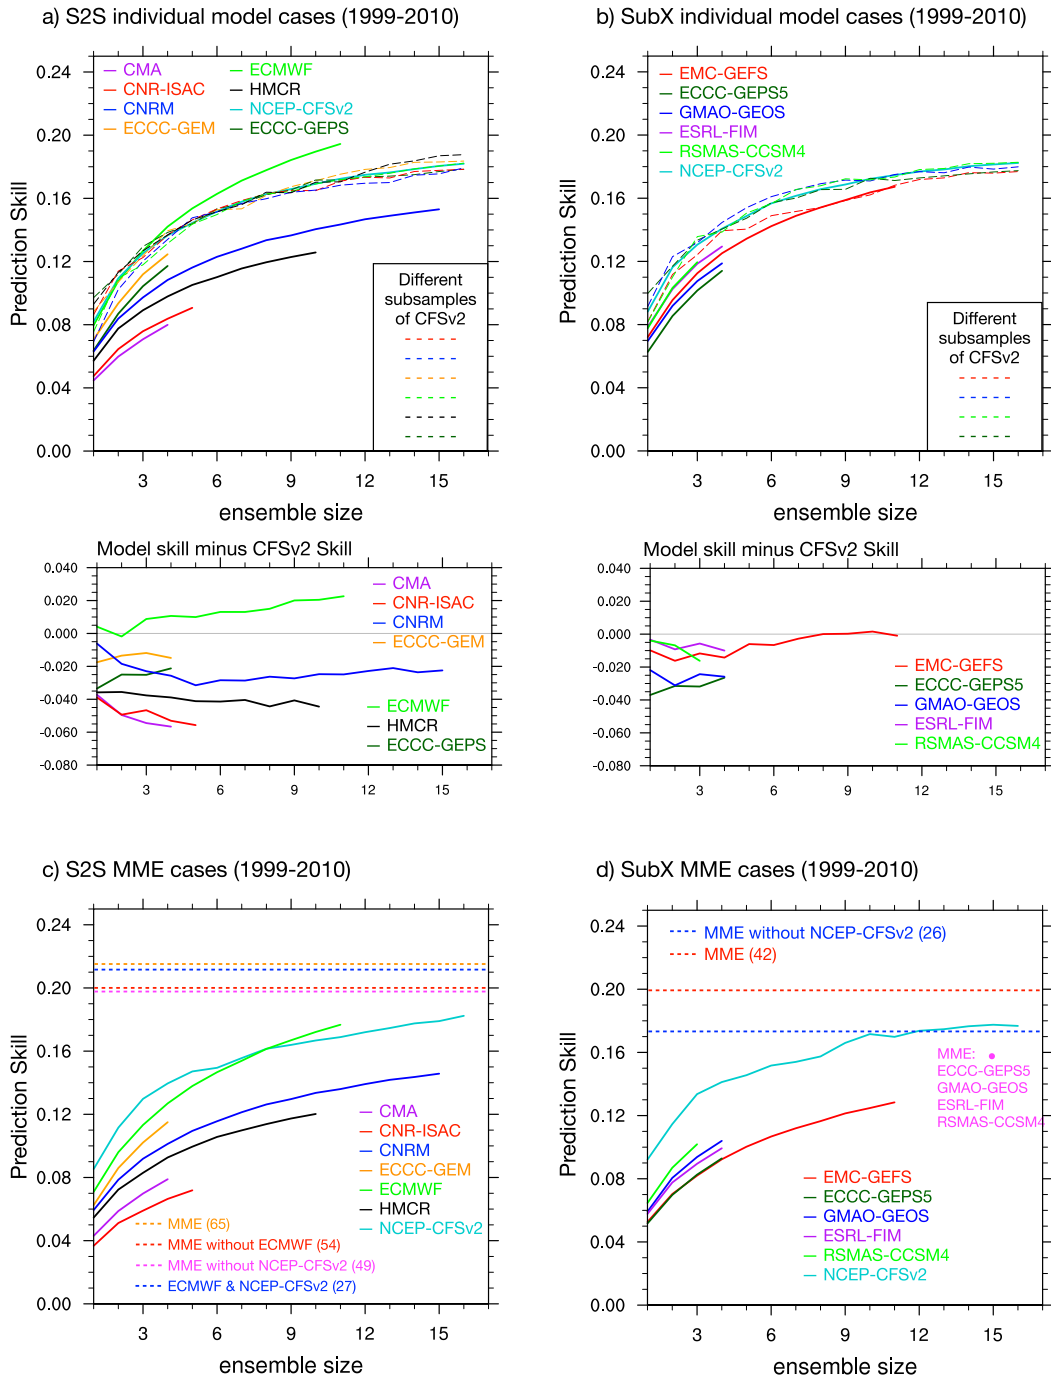 a) S2S individual model cases (1999-2010)
0.24
0.20
0.16
0.12
0.08
0.04
0.00
Prediction Skill
CMA
CNR-ISAC
CNRM
ECCC-GEM
ECMWF
HMCR
NCEP-CFSv2
ECCC-GEPS
Different
subsamples
of CFSv2
3
6
9
12
15
ensemble size
b) SubX individual model cases (1999-2010)
0.24
0.20
0.16
0.12
0.08
0.04
0.00
Prediction Skill
EMC-GEFS
ECCC-GEPS5
GMAO-GEOS
ESRL-FIM
RSMAS-CCSM4
NCEP-CFSv2
Different
subsamples
of CFSv2
3
6
9
12
15
ensemble size
Model skill minus CFSv2 Skill
0.040
0.020
0.000
-0.020
-0.040
-0.060
-0.080
CMA
CNR-ISAC
CNRM
ECCC-GEM
ECMWF
HMCR
ECCC-GEPS
3
6
9
12
15
Model skill minus CFSv2 Skill
0.040
0.020
0.000
-0.020
-0.040
-0.060
-0.080
EMC-GEFS
ECCC-GEPS5
GMAO-GEOS
ESRL-FIM
RSMAS-CCSM4
3
6
9
12
15
c) S2S MME cases (1999-2010)
0.24
0.20
0.16
0.12
0.08
0.04
0.00
Prediction Skill
CMA
CNR-ISAC
CNRM
ECCC-GEM
ECMWF
HMCR
NCEP-CFSv2
MME (65)
MME without ECMWF (54)
MME without NCEP-CFSv2 (49)
ECMWF & NCEP-CFSv2 (27)
3
6
9
12
15
ensemble size
d) SubX MME cases (1999-2010)
0.24
0.20
0.16
0.12
0.08
0.04
0.00
Prediction Skill
MME without NCEP-CFSv2 (26)
MME (42)
MME:
ECCC-GEPS5
GMAO-GEOS
ESRL-FIM
RSMAS-CCSM4
EMC-GEFS
ECCC-GEPS5
GMAO-GEOS
ESRL-FIM
RSMAS-CCSM4
NCEP-CFSv2
3
6
9
12
15
ensemble size